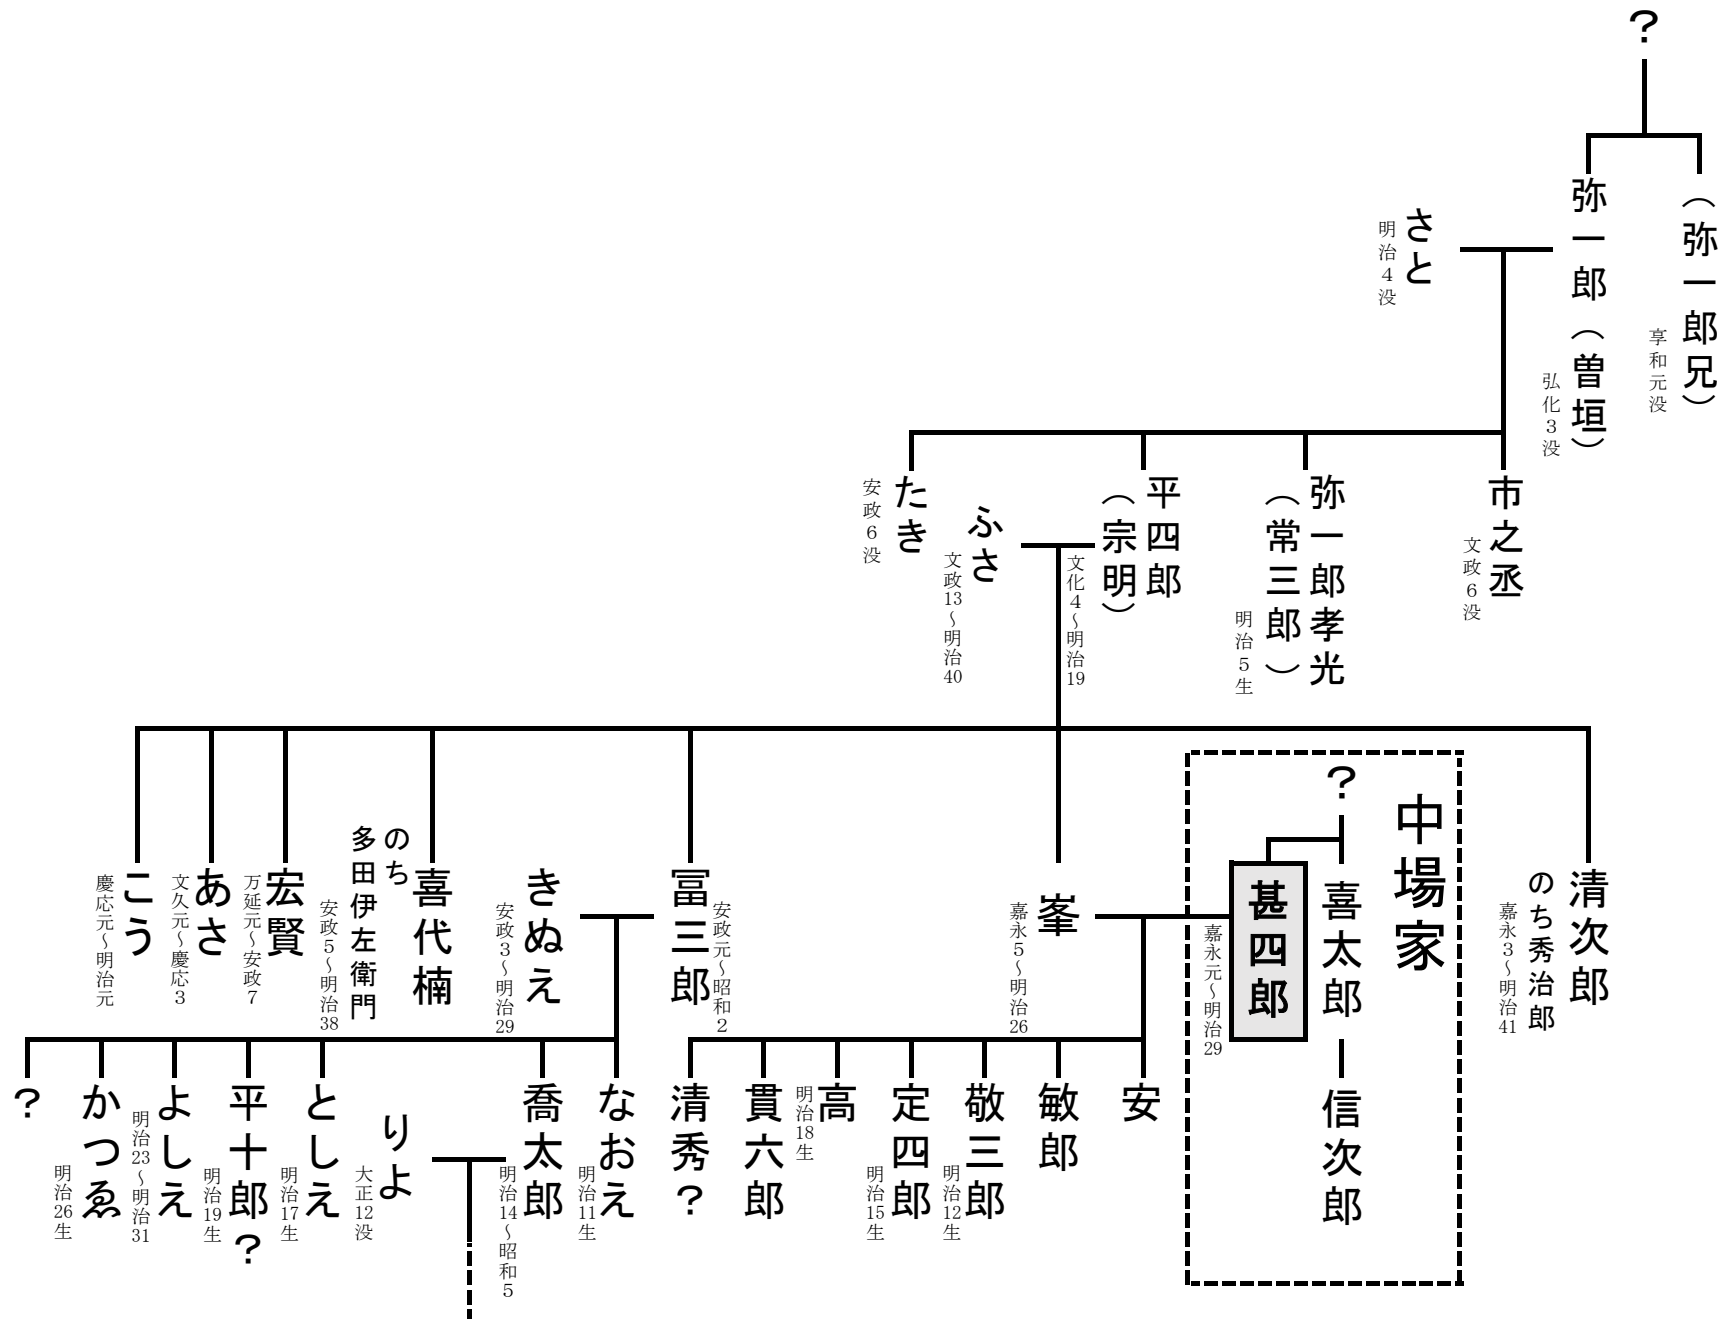 ？
（弥一郎兄）
享和元没
弥一郎（曽垣）
弘化３没
さと
明治４没
市之丞
文政６没
弥一郎孝光
（常三郎）
明治５生
平四郎
（宗明）
文化４～明治19
ふさ
文政13～明治40
たき
安政６没
清次郎
のち秀治郎
嘉永３～明治41
中場家
？
喜太郎
信次郎
甚四郎
嘉永元～明治29
峯
嘉永５～明治26
冨三郎
安政元～昭和２
きぬえ
安政３～明治29
喜代楠
のち
多田伊左衛門
安政５～明治38
宏賢
万延元～安政７
あさ
文久元～慶応３
こう
慶応元～明治元
安
敏郎
敬三郎
明治12生
定四郎
明治15生
高
明治18生
貫六郎
清秀？
なおえ
明治11生
喬太郎
明治14～昭和５
りよ
大正12没
としえ
明治17生
平十郎？
明治19生
よしえ
明治23～明治31
かつゑ
明治26生
？